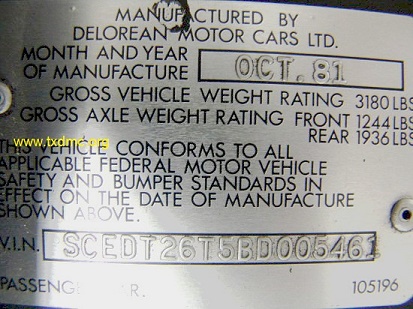 MANUFACTURED BY
DELOREAN MOTOR CARS LTD.
MONTH AND YEAR
OF MANUFACTURE OCT.81
GROSS VEHICLE WEIGHT RATING 3180 LBS
GROSS AXLE WEIGHT RATING FRONT 1244 LBS
REAR 1936 LBS
www.txdmc.org
THIS VEHICLE CONFORMS TO ALL
APPLICABLE FEDERAL MOTOR VEHICLE
SAFETY AND BUMPER STANDARDS IN
EFFECT ON THE DATE OF MANUFACTURE
SHOWN ABOVE.
V.I.N. SCEDT26T5BD005461
105196